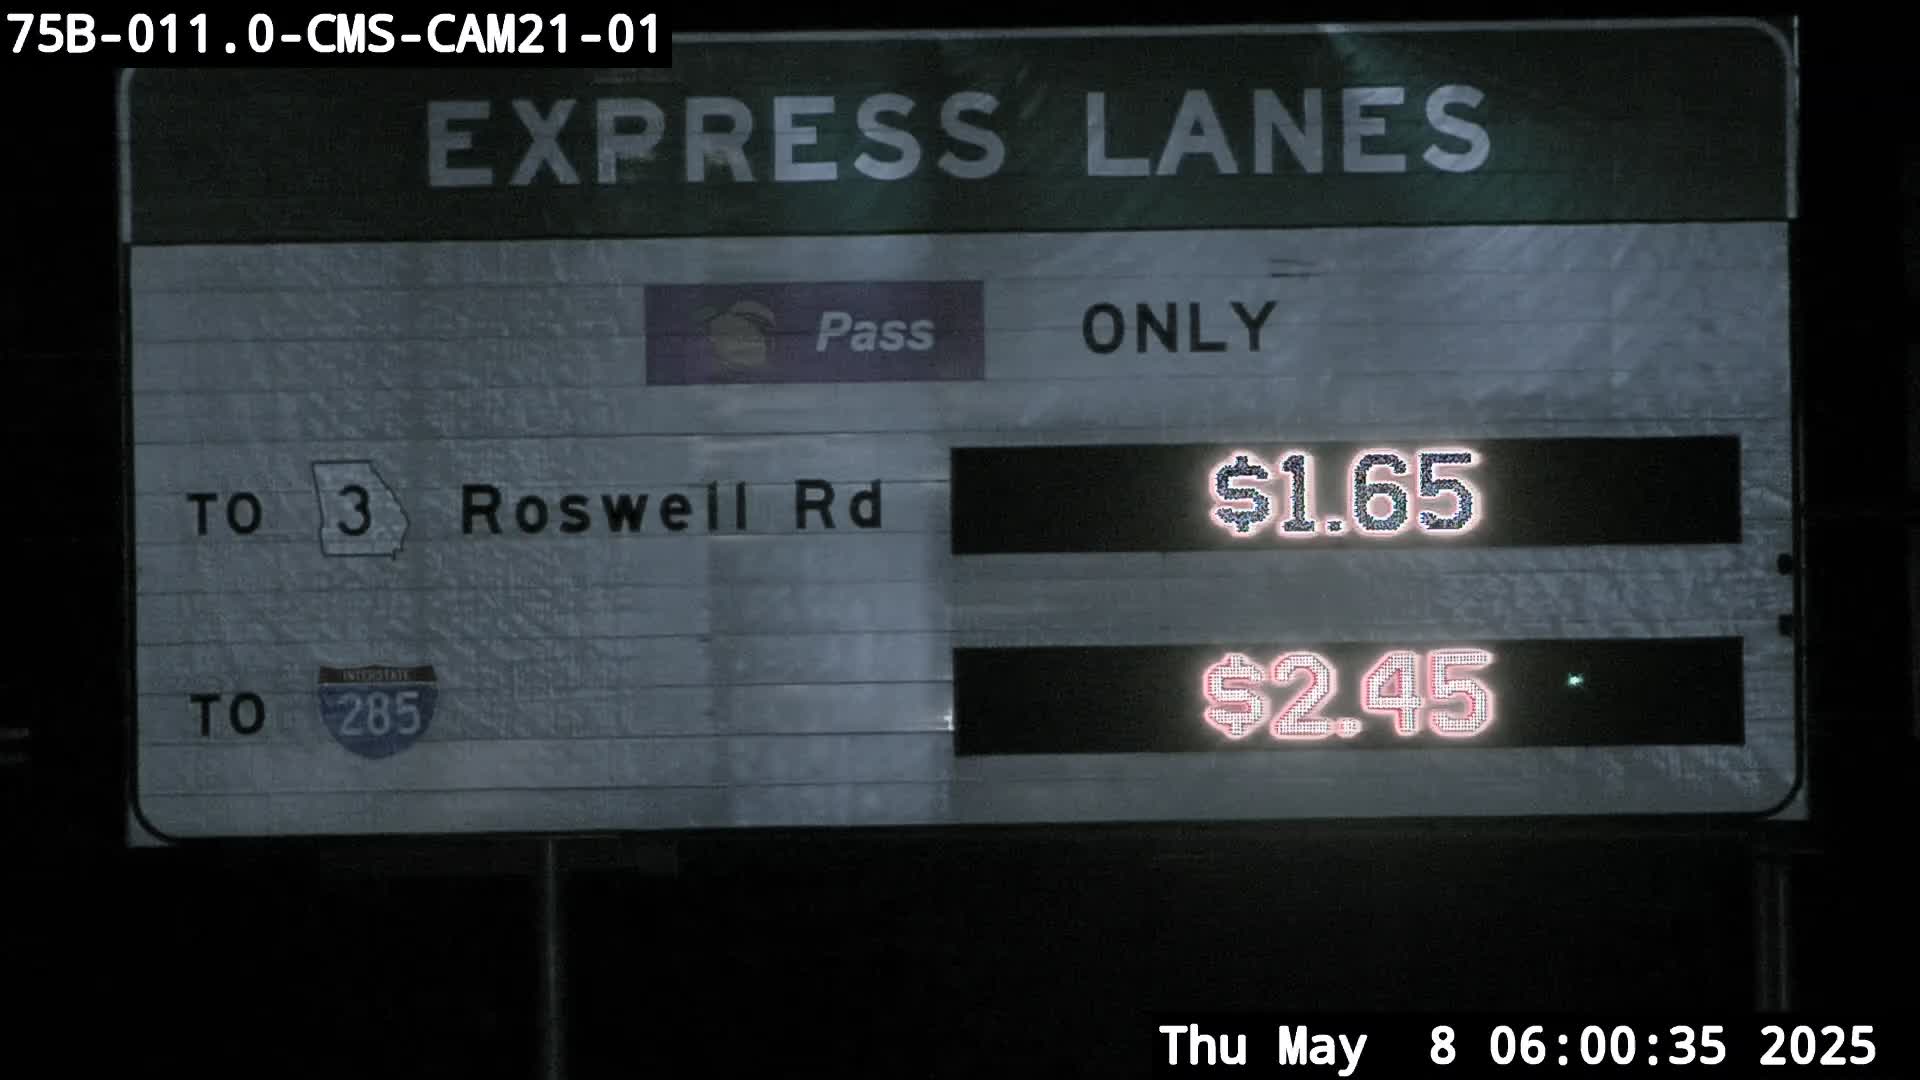 75B-011.0-CMS-CAM21-01
EXPRESS LANES
Pass ONLY
TO 3 Roswell Rd $1.65
TO INTERSTATE 285 $2.45
Thu May 8 06:00:35 2025